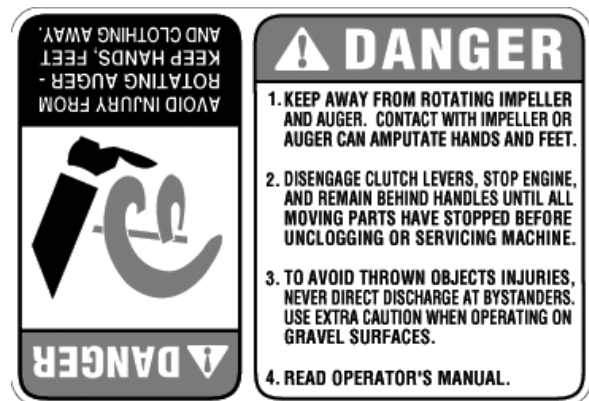 DANGER
AVOID INJURY FROM
ROTATING AUGER -
KEEP HANDS, FEET
AND CLOTHING AWAY.
DANGER
1. KEEP AWAY FROM ROTATING IMPELLER
AND AUGER. CONTACT WITH IMPELLER OR
AUGER CAN AMPUTATE HANDS AND FEET.
2. DISENGAGE CLUTCH LEVERS, STOP ENGINE,
AND REMAIN BEHIND HANDLES UNTIL ALL
MOVING PARTS HAVE STOPPED BEFORE
UNCLOGGING OR SERVICING MACHINE.
3. TO AVOID THROWN OBJECTS INJURIES,
NEVER DIRECT DISCHARGE AT BYSTANDERS.
USE EXTRA CAUTION WHEN OPERATING ON
GRAVEL SURFACES.
4. READ OPERATOR'S MANUAL.